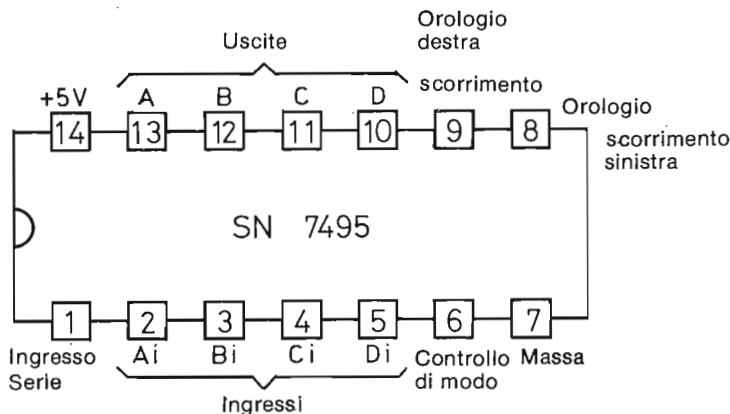 Orologio
destra
scorrimento
Uscite
+5V A B C D
Orologio
scorrimento
sinistra
14 13 12 11 10 9 8
SN 7495
1 2 3 4 5 6 7
Ingresso
Serie
Ai Bi Ci Di
Controllo
di modo
Massa
Ingressi